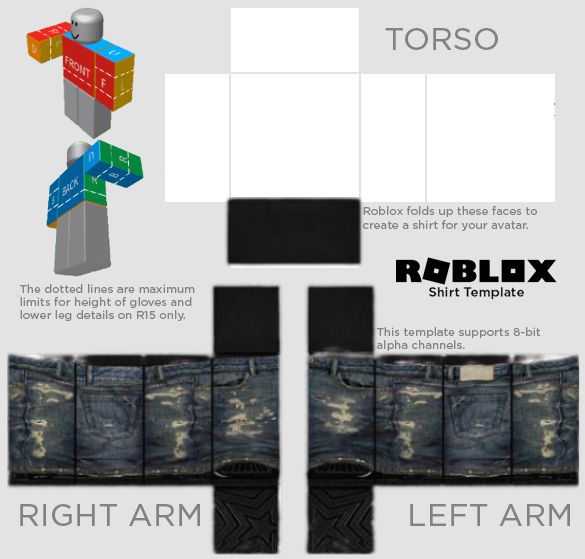 TORSO
FRONT
F
L
R
D
U
U
BACK
R
B
Roblox folds up these faces to
create a shirt for your avatar.
ROBLOX
Shirt Template
The dotted lines are maximum
limits for height of gloves and
lower leg details on R15 only.
This template supports 8-bit
alpha channels.
RIGHT ARM
LEFT ARM